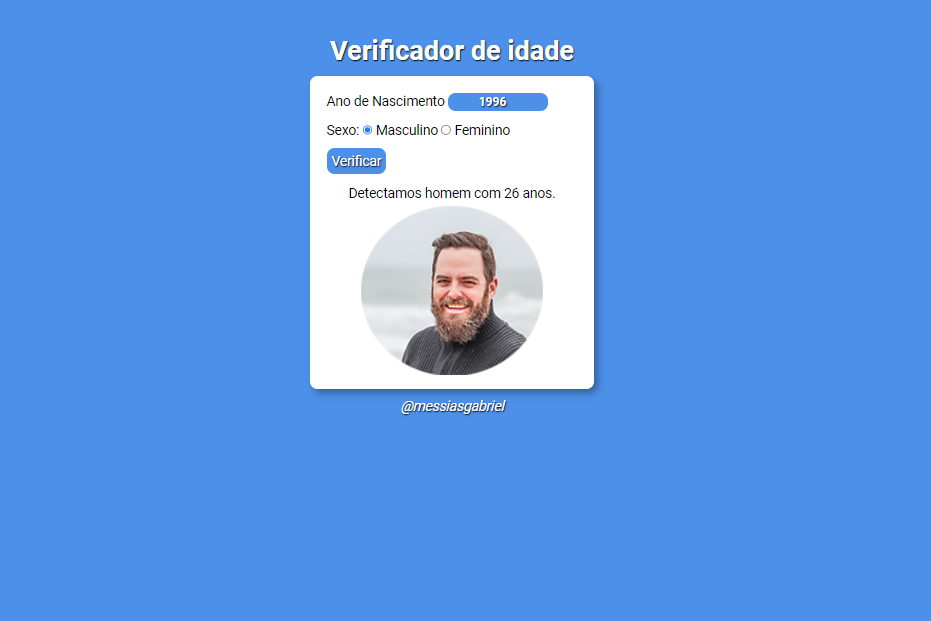 Verificador de idade
Ano de Nascimento 1996
Sexo: Masculino Feminino
Verificar
Detectamos homem com 26 anos.
@messiasgabriel